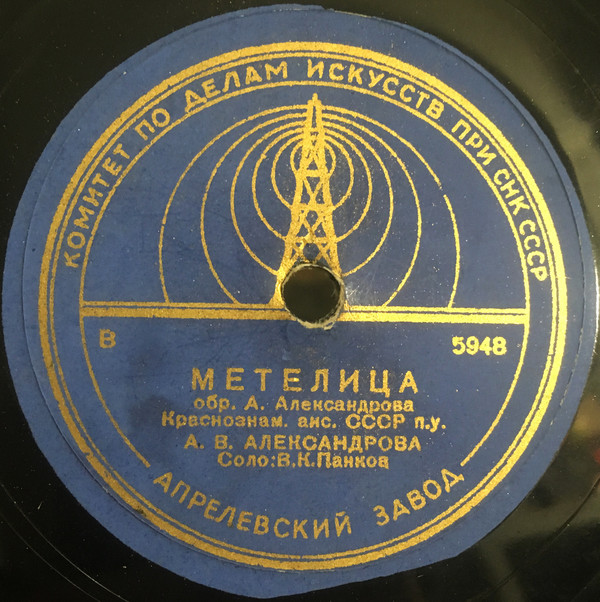 КОМИТЕТ ПО ДЕЛАМ ИСКУССТВ ПРИ СНК СССР
В 5948
МЕТЕЛИЦА
обр. А. Александрова
Краснознам. анс. СССР п.у.
А. В. АЛЕКСАНДРОВА
Соло: В.К.Панков
АПРЕЛЕВСКИЙ ЗАВОД